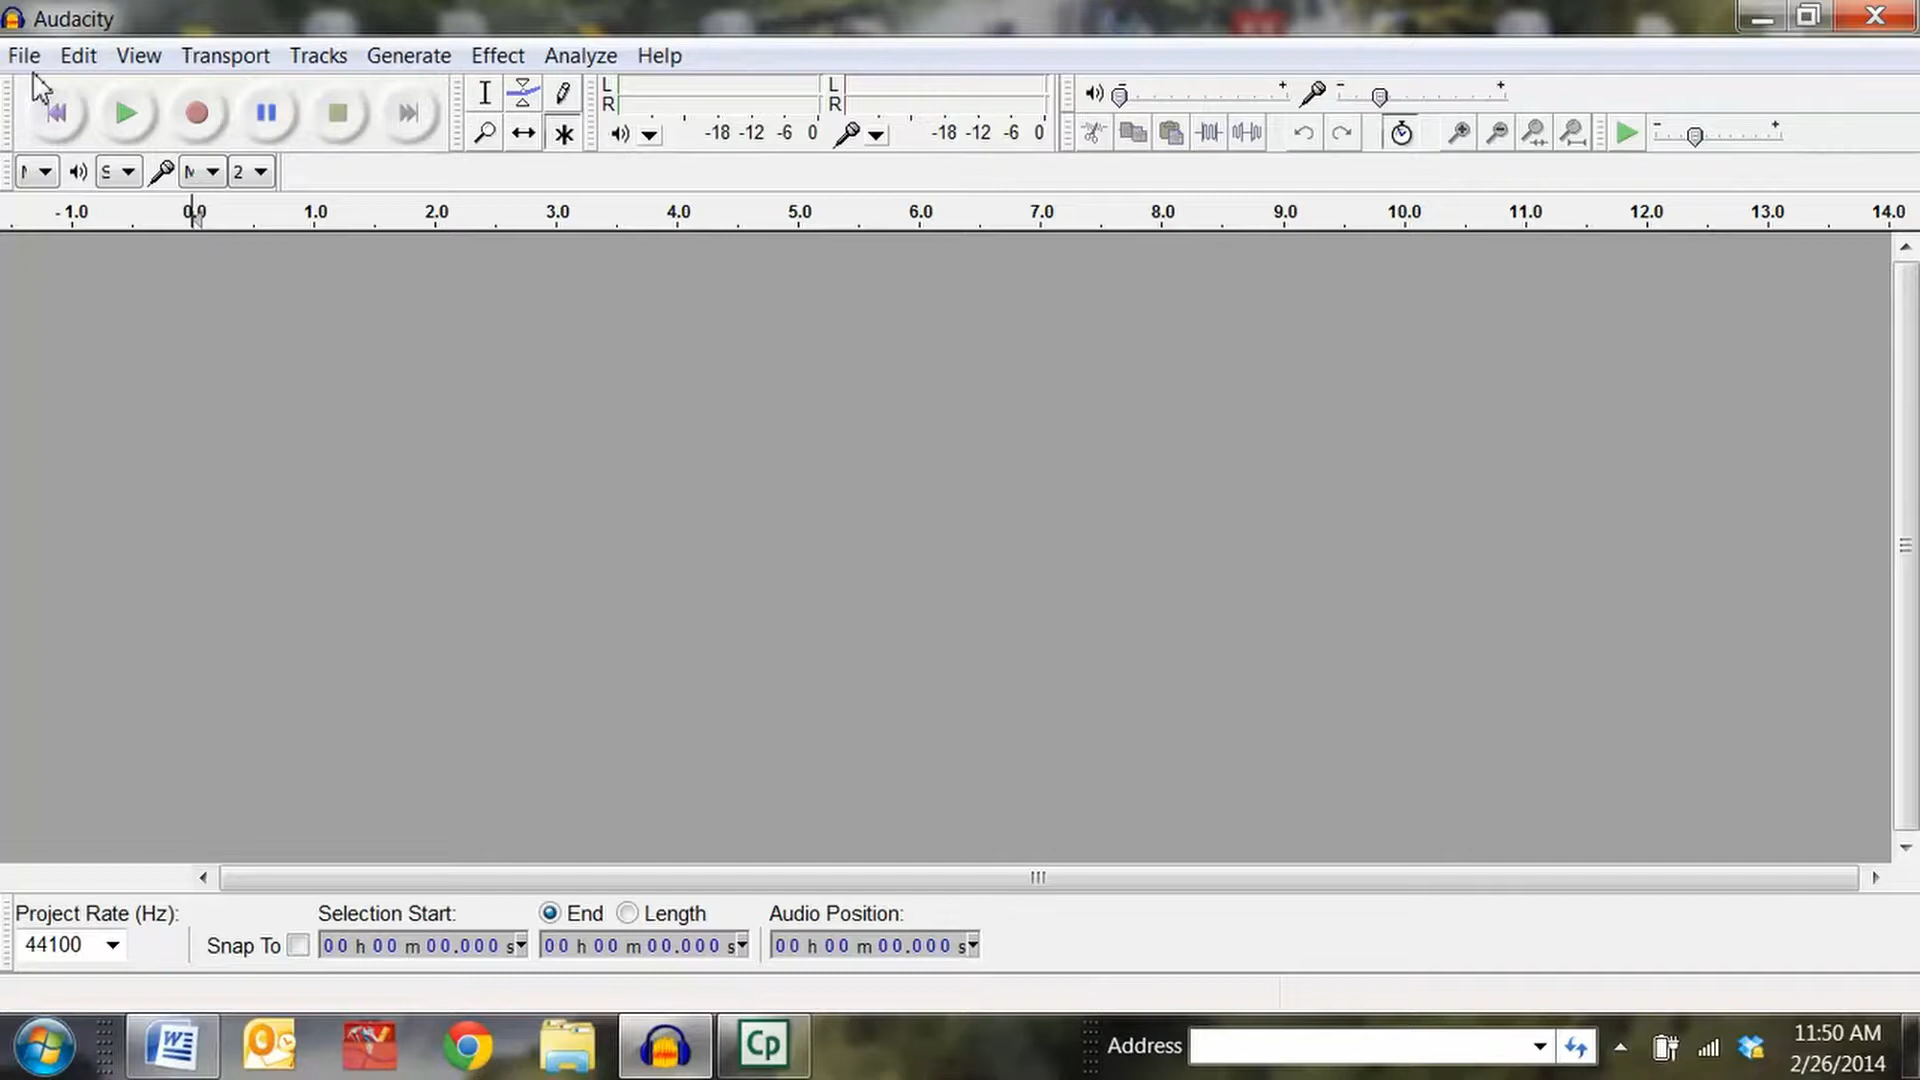 Audacity
File Edit View Transport Tracks Generate Effect Analyze Help
L
R
-18 -12 -6 0
L
R
-18 -12 -6 0
- +
- +
- +
S
2
-1.0 0.0 1.0 2.0 3.0 4.0 5.0 6.0 7.0 8.0 9.0 10.0 11.0 12.0 13.0 14.0
Project Rate (Hz): Selection Start: End Length Audio Position:
44100 Snap To 00 h 00 m 00.000 s 00 h 00 m 00.000 s 00 h 00 m 00.000 s
W Cp
Address
11:50 AM
2/26/2014